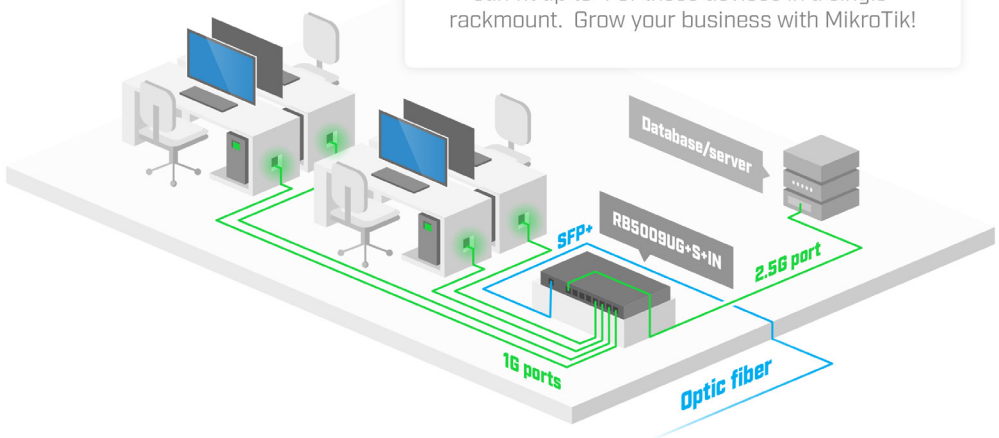 rackmount. Grow your business with MikroTik!
Database/server
RB5009UG+S+IN
SFP+
2.5G port
1G ports
Optic fiber